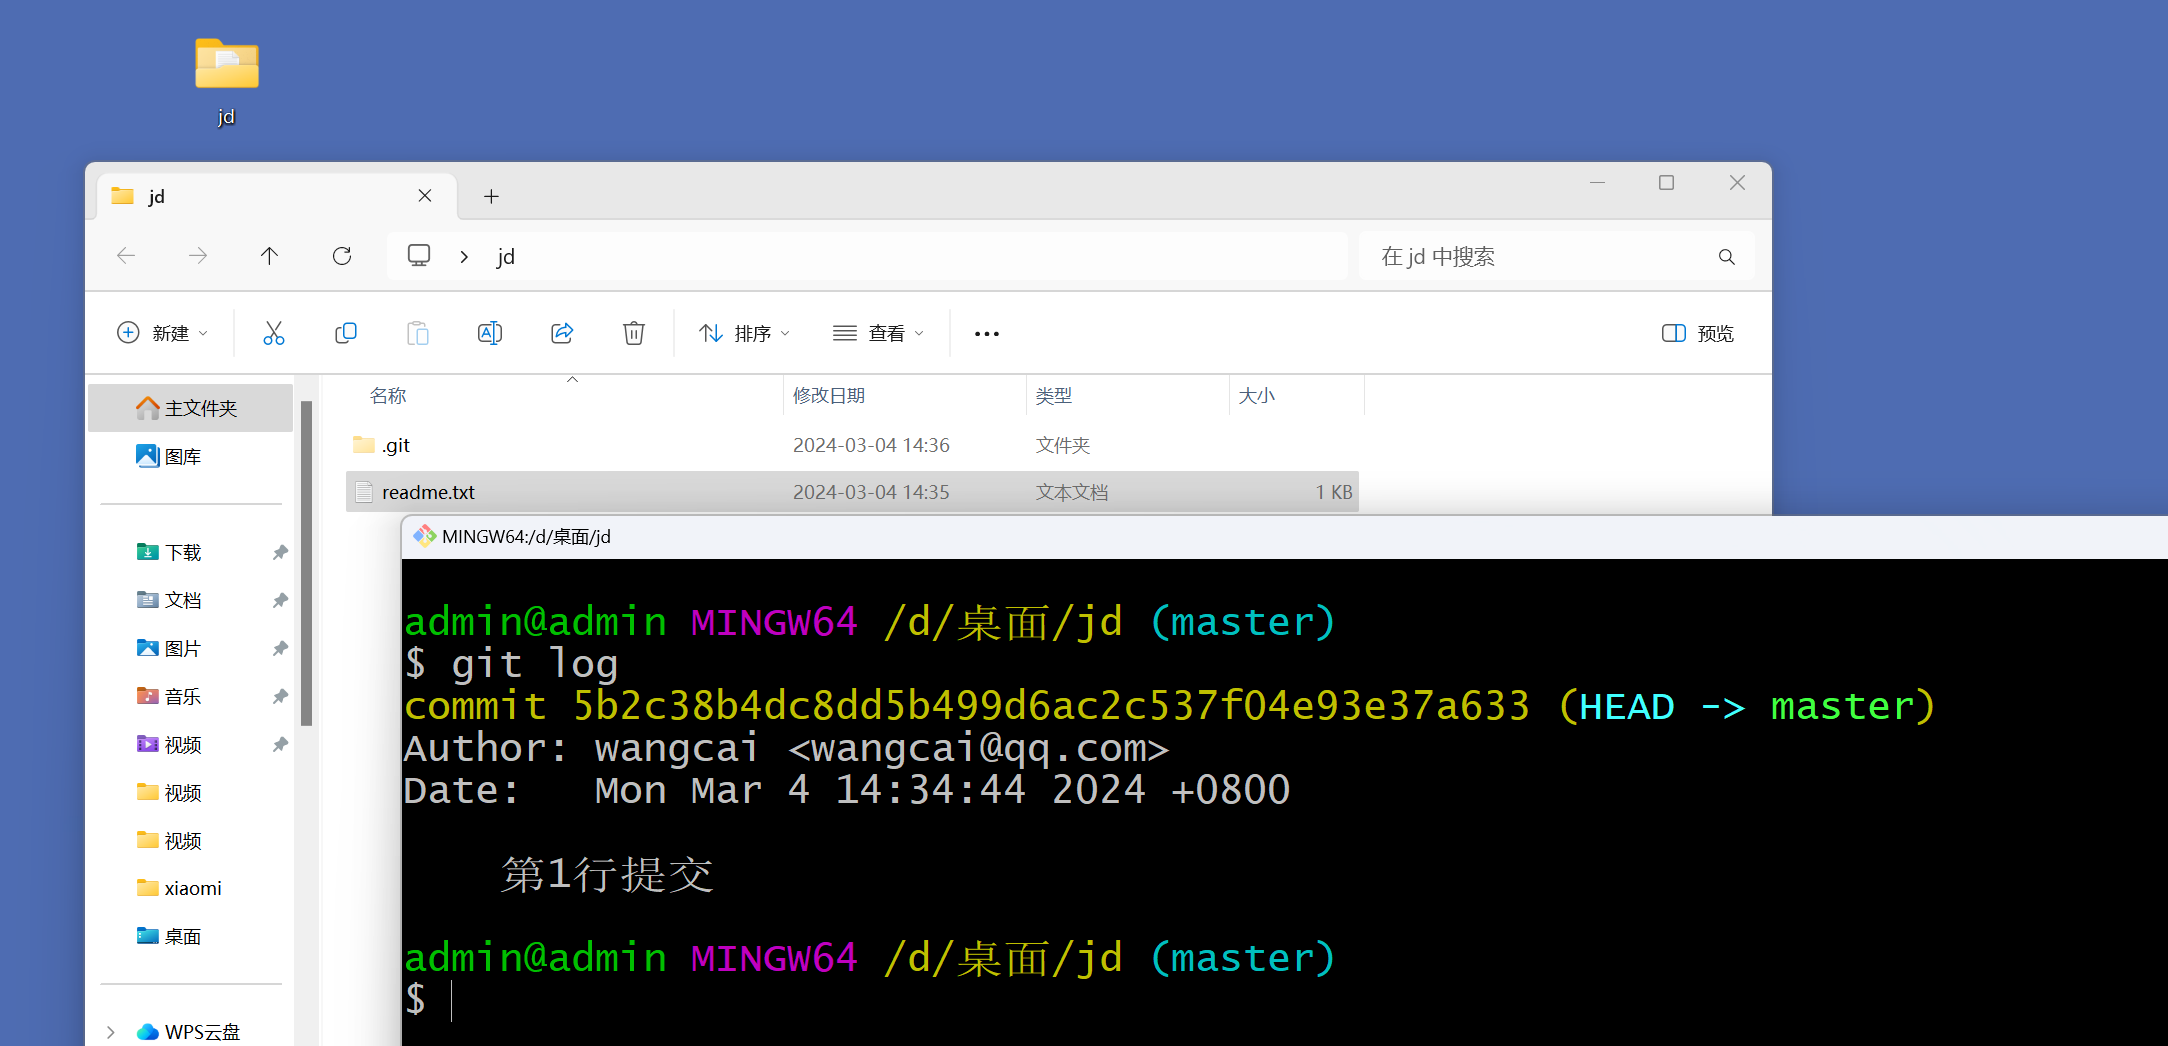 jd
jd
jd
在 jd 中搜索
新建
排序
查看
预览
名称 修改日期 类型 大小
主文件夹
图库
下载
文档
图片
音乐
视频
视频
视频
xiaomi
桌面
WPS云盘
.git 2024-03-04 14:36 文件夹
readme.txt 2024-03-04 14:35 文本文档 1 KB
MINGW64:/d/桌面/jd
admin@admin MINGW64 /d/桌面/jd (master)
$ git log
commit 5b2c38b4dc8dd5b499d6ac2c537f04e93e37a633 (HEAD -> master)
Author: wangcai <wangcai@qq.com>
Date:   Mon Mar 4 14:34:44 2024 +0800
第1行提交
admin@admin MINGW64 /d/桌面/jd (master)
$